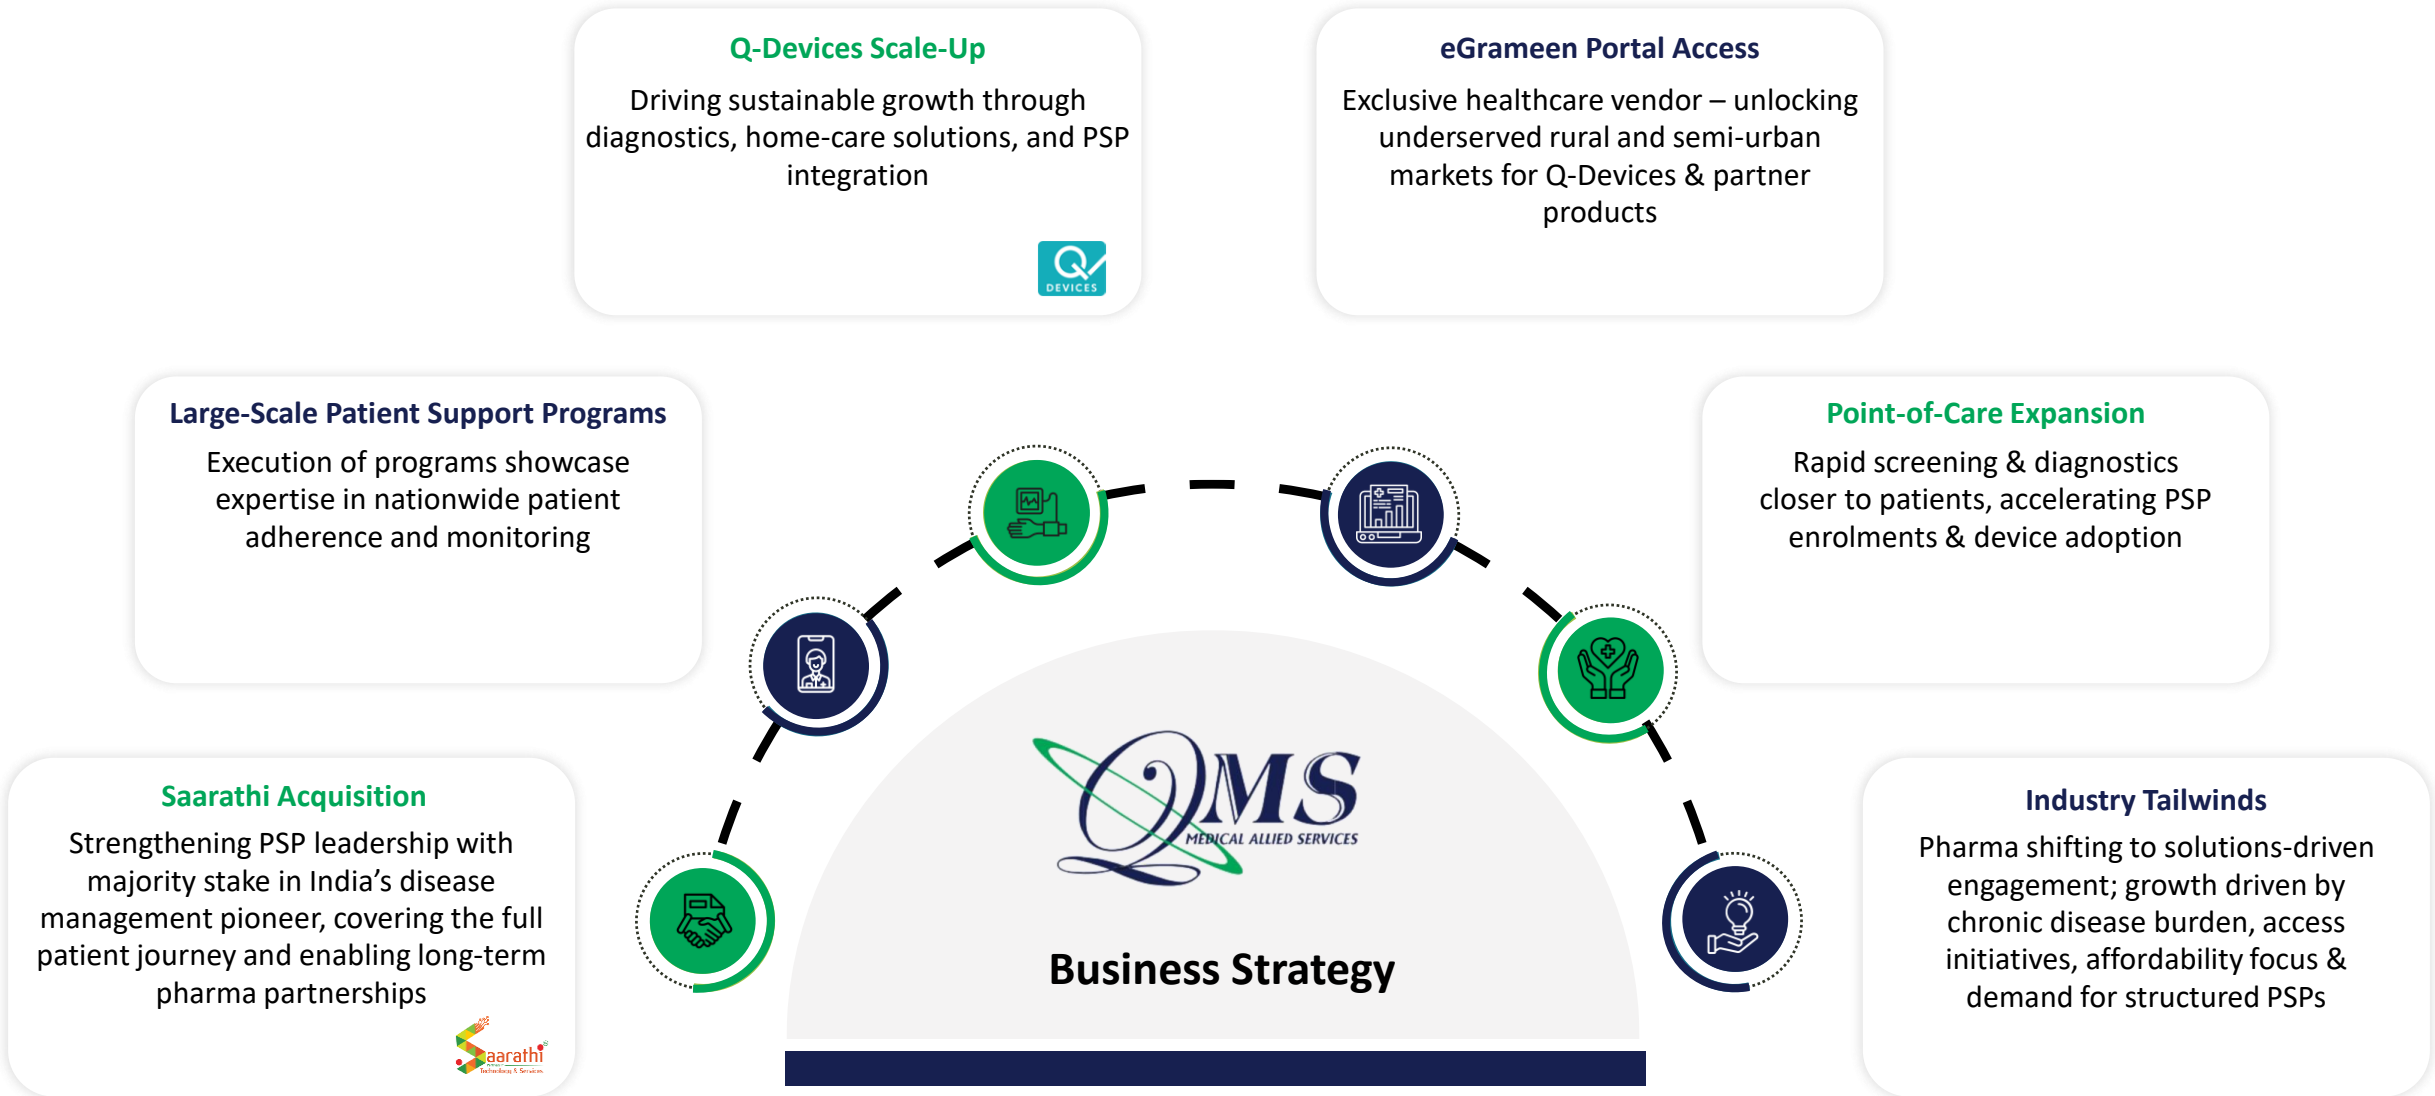 Q-Devices Scale-Up
Driving sustainable growth through
diagnostics, home-care solutions, and PSP
integration
Q
DEVICES
eGrameen Portal Access
Exclusive healthcare vendor – unlocking
underserved rural and semi-urban
markets for Q-Devices & partner
products
Large-Scale Patient Support Programs
Execution of programs showcase
expertise in nationwide patient
adherence and monitoring
Point-of-Care Expansion
Rapid screening & diagnostics
closer to patients, accelerating PSP
enrolments & device adoption
Saarathi Acquisition
Strengthening PSP leadership with
majority stake in India’s disease
management pioneer, covering the full
patient journey and enabling long-term
pharma partnerships
Saarathi®
Technology & Services
QMS
MEDICAL ALLIED SERVICES
Business Strategy
Industry Tailwinds
Pharma shifting to solutions-driven
engagement; growth driven by
chronic disease burden, access
initiatives, affordability focus &
demand for structured PSPs